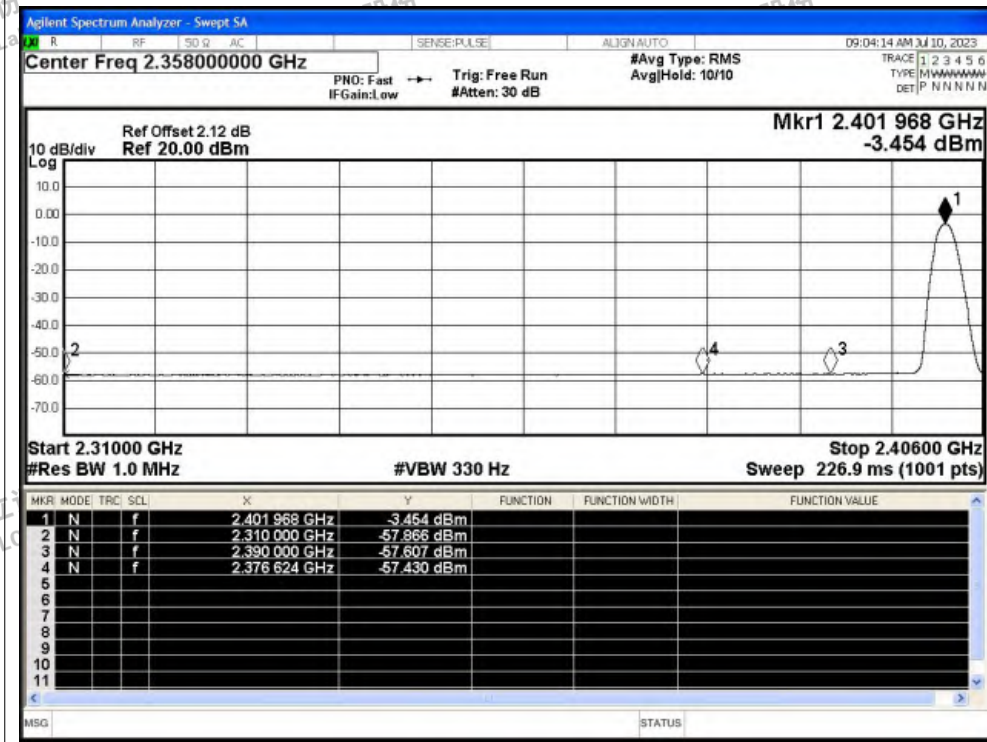 Agilent Spectrum Analyzer - Swept SA
R RF 50 Ω AC SENSE:PULSE ALIGN AUTO 09:04:14 AM Jul 10, 2023
Center Freq 2.358000000 GHz #Avg Type: RMS TRACE 1 2 3 4 5 6
PNO: Fast Trig: Free Run Avg|Hold: 10/10 TYPE M WWWWW
IFGain:Low #Atten: 30 dB DET P N N N N N
Ref Offset 2.12 dB Mkr1 2.401 968 GHz
10 dB/div Ref 20.00 dBm -3.454 dBm
Log
10.0
0.00
1
-10.0
-20.0
-30.0
-40.0
-50.0 2 4 3
-60.0
-70.0
Start 2.31000 GHz Stop 2.40600 GHz
#Res BW 1.0 MHz #VBW 330 Hz Sweep 226.9 ms (1001 pts)
MKR MODE TRC SCL X Y FUNCTION FUNCTION WIDTH FUNCTION VALUE
1 N f 2.401 968 GHz -3.454 dBm
2 N f 2.310 000 GHz -57.866 dBm
3 N f 2.390 000 GHz -57.607 dBm
4 N f 2.376 624 GHz -57.430 dBm
5
6
7
8
9
10
11
MSG STATUS